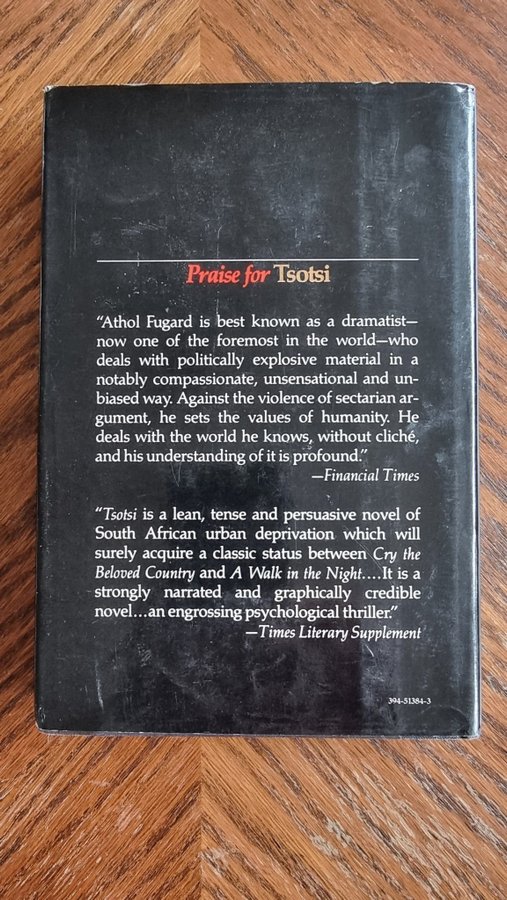 Praise for Tsotsi
"Athol Fugard is best known as a dramatist—
now one of the foremost in the world—who
deals with politically explosive material in a
notably compassionate, unsensational and un-
biased way. Against the violence of sectarian ar-
gument, he sets the values of humanity. He
deals with the world he knows, without cliché,
and his understanding of it is profound."
—Financial Times
"Tsotsi is a lean, tense and persuasive novel of
South African urban deprivation which will
surely acquire a classic status between Cry the
Beloved Country and A Walk in the Night....It is a
strongly narrated and graphically credible
novel...an engrossing psychological thriller."
—Times Literary Supplement
394-51384-3